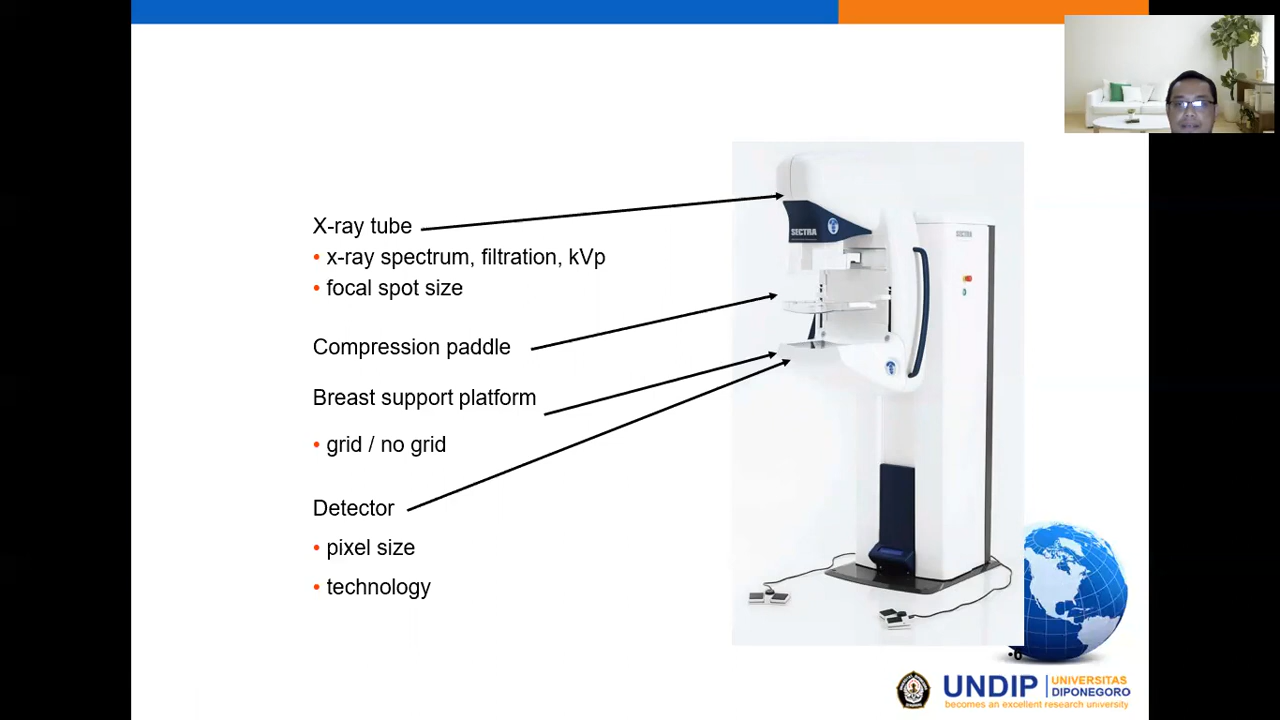 X-ray tube
• x-ray spectrum, filtration, kVp
• focal spot size
Compression paddle
Breast support platform
• grid / no grid
Detector
• pixel size
• technology
SECTRA
SECTRA
UNDIP
UNIVERSITAS
DIPONEGORO
becomes an excellent research university